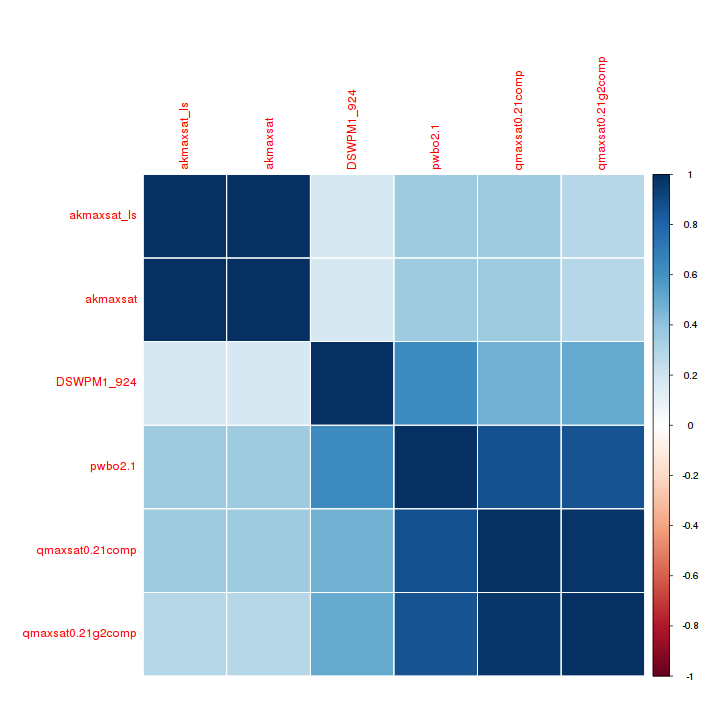 akmaxsat_ls
akmaxsat
DSWPM1_924
pwbo2.1
qmaxsat0.21comp
qmaxsat0.21g2comp
akmaxsat_ls
akmaxsat
DSWPM1_924
pwbo2.1
qmaxsat0.21comp
qmaxsat0.21g2comp
1
0.8
0.6
0.4
0.2
0
-0.2
-0.4
-0.6
-0.8
-1